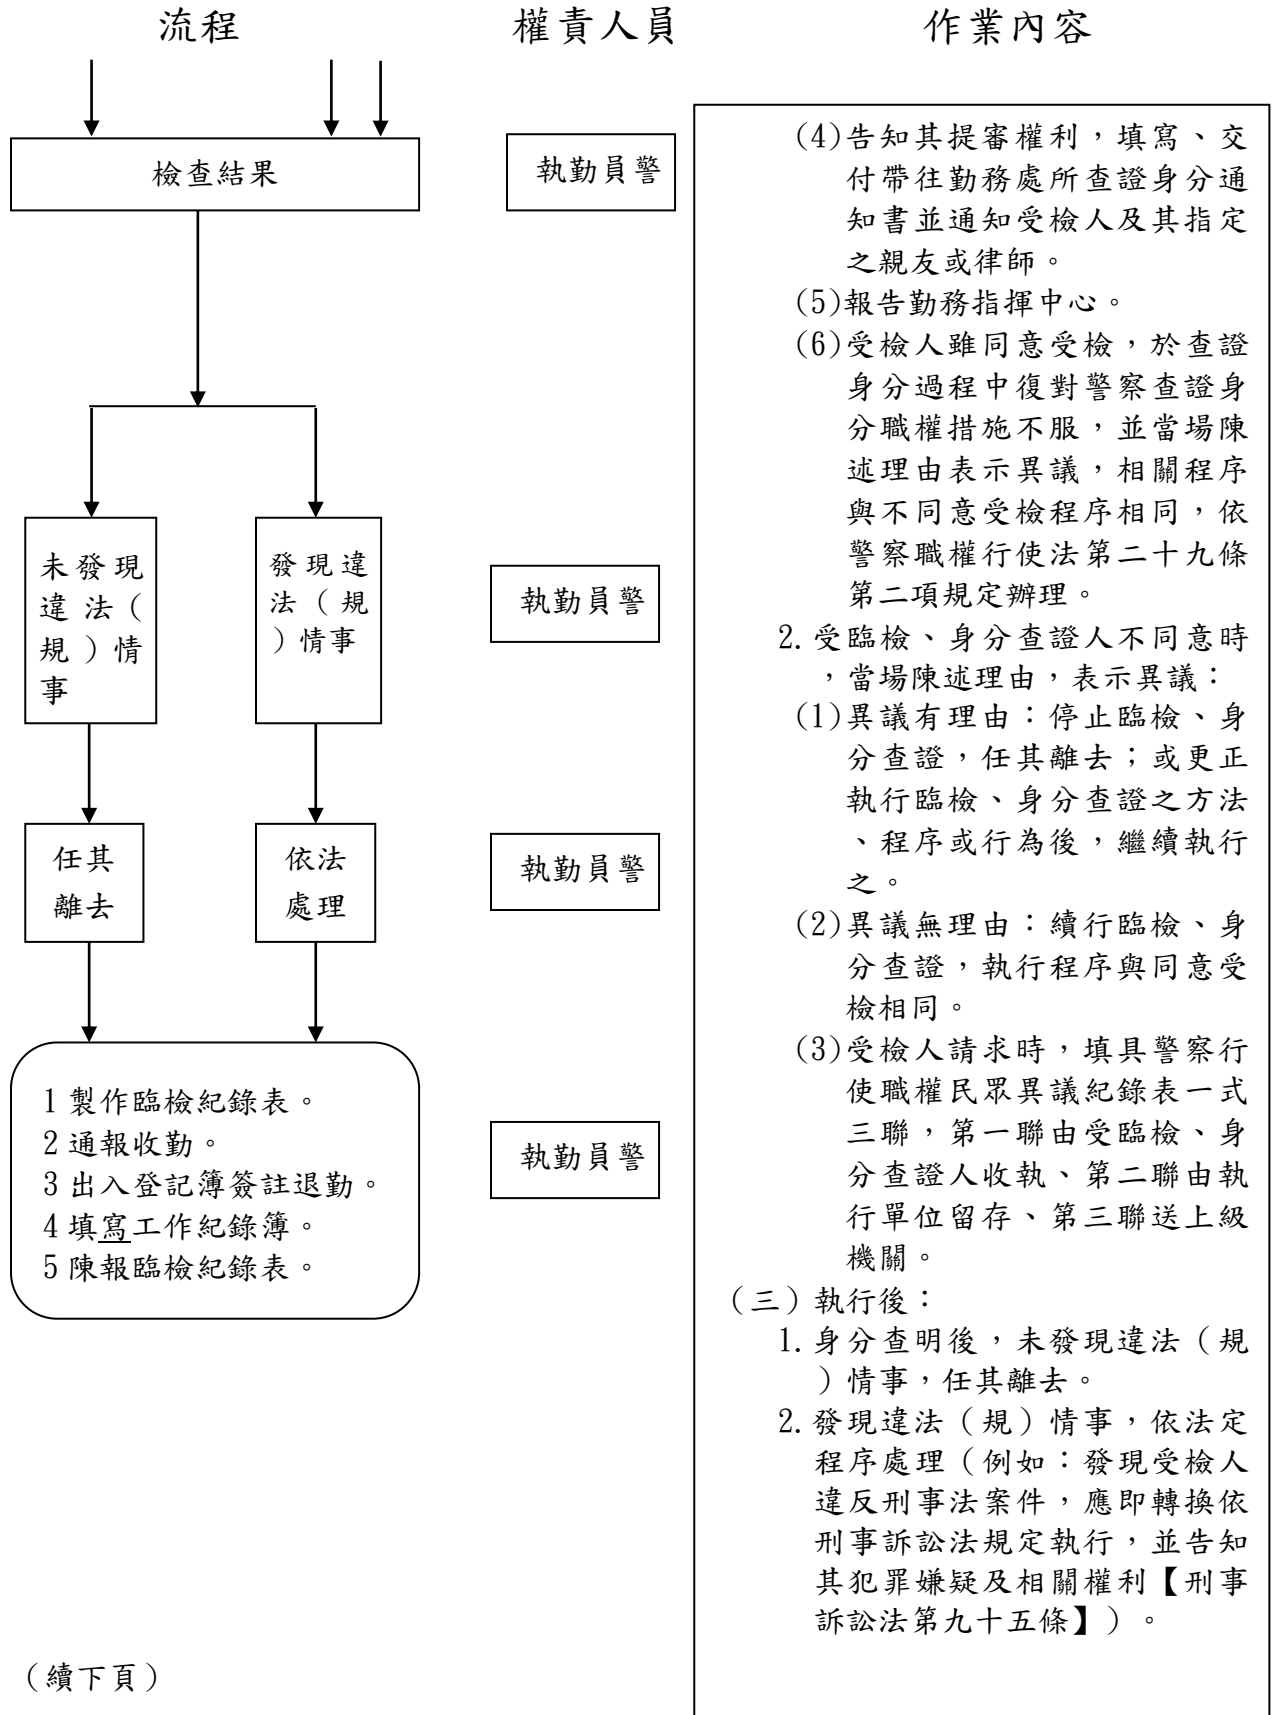 流程
權責人員
作業內容
檢查結果
執勤員警
未發現
違法(
規)情
事
發現違
法(規
)情事
執勤員警
任其
離去
依法
處理
執勤員警
1製作臨檢紀錄表。
2通報收勤。
3出入登記簿簽註退勤。
4填寫工作紀錄簿。
5陳報臨檢紀錄表。
執勤員警
(4)告知其提審權利，填寫、交
付帶往勤務處所查證身分通
知書並通知受檢人及其指定
之親友或律師。
(5)報告勤務指揮中心。
(6)受檢人雖同意受檢，於查證
身分過程中復對警察查證身
分職權措施不服，並當場陳
述理由表示異議，相關程序
與不同意受檢程序相同，依
警察職權行使法第二十九條
第二項規定辦理。
2.受臨檢、身分查證人不同意時
，當場陳述理由，表示異議：
(1)異議有理由：停止臨檢、身
分查證，任其離去；或更正
執行臨檢、身分查證之方法
、程序或行為後，繼續執行
之。
(2)異議無理由：續行臨檢、身
分查證，執行程序與同意受
檢相同。
(3)受檢人請求時，填具警察行
使職權民眾異議紀錄表一式
三聯，第一聯由受臨檢、身
分查證人收執、第二聯由執
行單位留存、第三聯送上級
機關。
(三)執行後：
1.身分查明後，未發現違法(規
)情事，任其離去。
2.發現違法(規)情事，依法定
程序處理(例如：發現受檢人
違反刑事法案件，應即轉換依
刑事訴訟法規定執行，並告知
其犯罪嫌疑及相關權利【刑事
訴訟法第九十五條】)。
(續下頁)